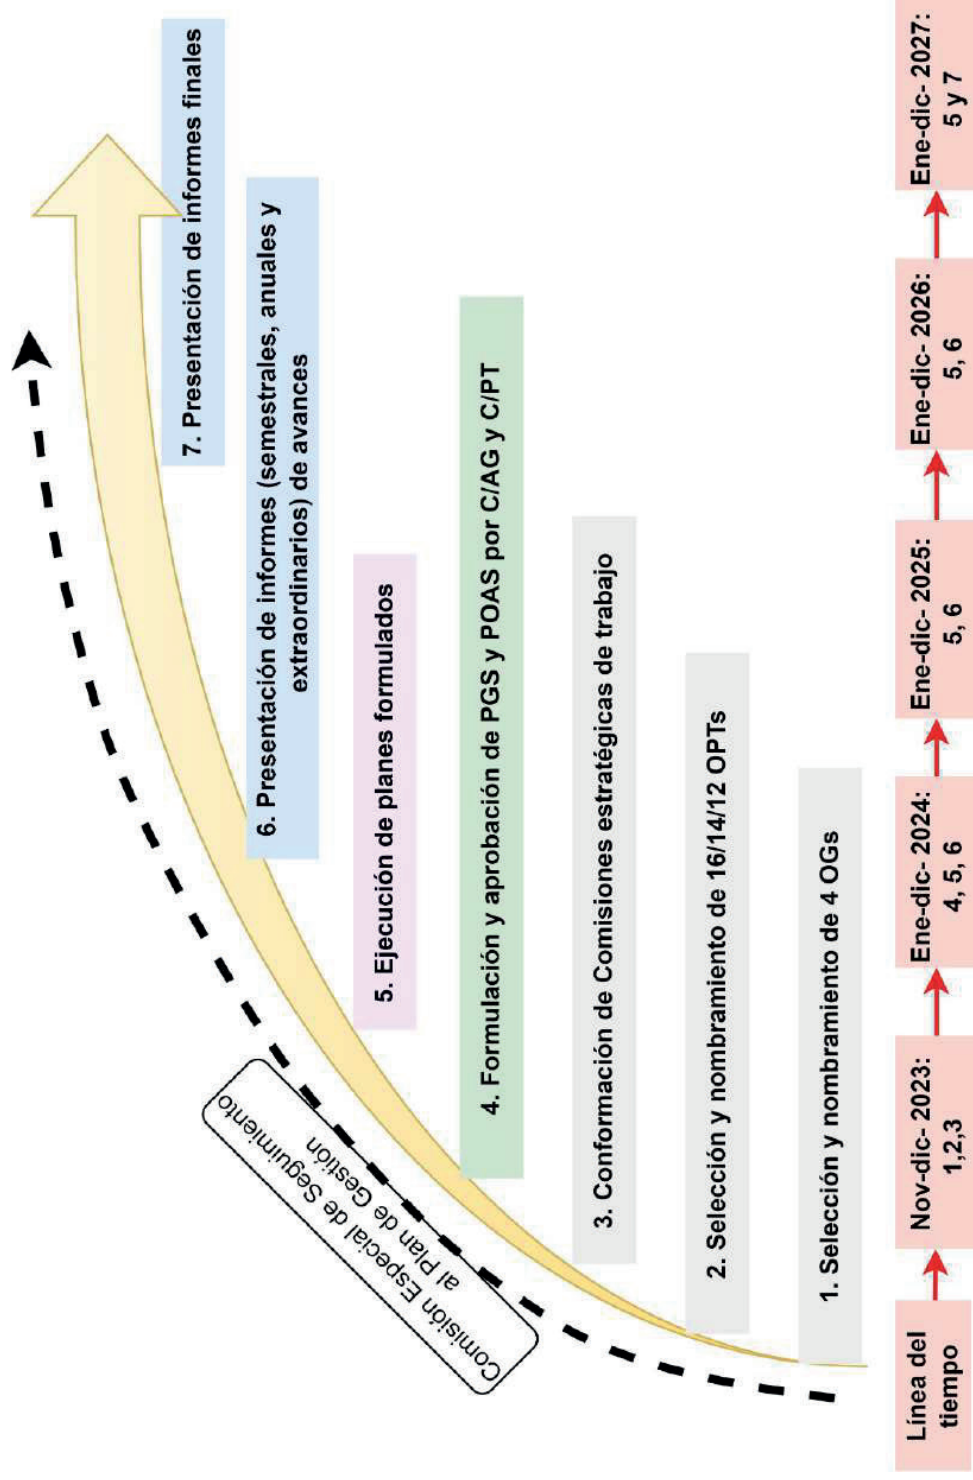 7. Presentación de informes finales
6. Presentación de informes (semestrales, anuales y
extraordinarios) de avances
5. Ejecución de planes formulados
4. Formulación y aprobación de PGS y POAS por C/AG y C/PT
3. Conformación de Comisiones estratégicas de trabajo
2. Selección y nombramiento de 16/14/12 OPTs
1. Selección y nombramiento de 4 OGs
Comisión Especial de Seguimiento
al Plan de Gestión
Línea del
tiempo
Nov-dic- 2023:
1,2,3
Ene-dic- 2024:
4, 5, 6
Ene-dic- 2025:
5, 6
Ene-dic- 2026:
5, 6
Ene-dic- 2027:
5 y 7